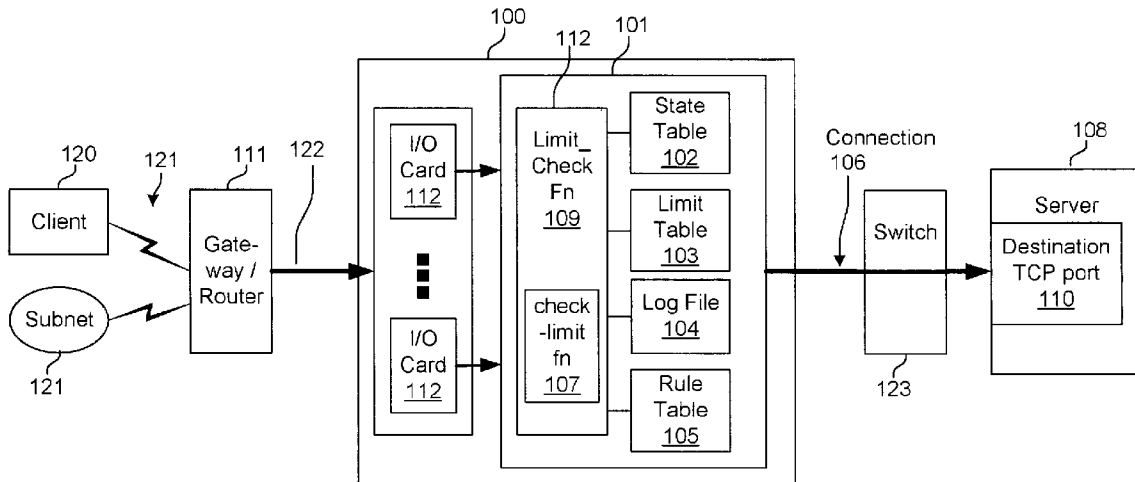 100
101
112
120
121
111
122
Client
Gate-
way /
Router
Subnet
121
I/O
Card
112
I/O
Card
112
Limit_
Check
Fn
109
check
-limit
fn
107
State
Table
102
Limit
Table
103
Log File
104
Rule
Table
105
Connection
106
Switch
123
108
Server
Destination
TCP port
110